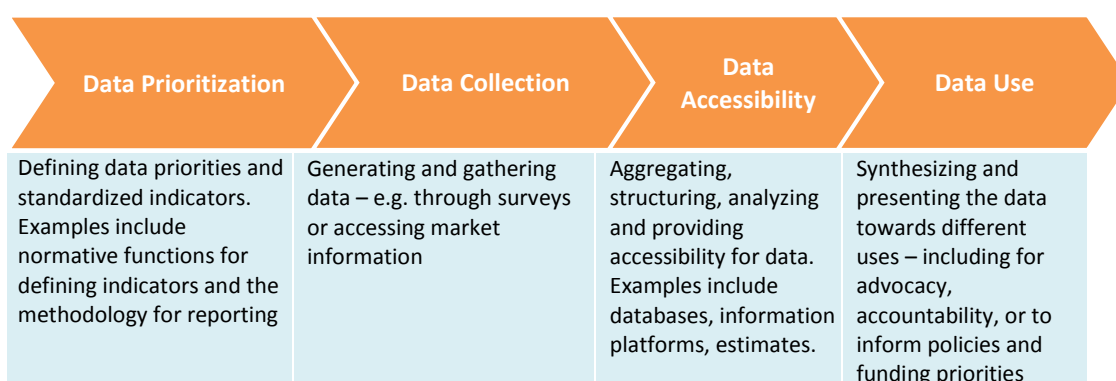 Data Prioritization
Data Collection
Data
Accessibility
Data Use
Defining data priorities and
standardized indicators.
Examples include
normative functions for
defining indicators and the
methodology for reporting
Generating and gathering
data – e.g. through surveys
or accessing market
information
Aggregating,
structuring, analyzing
and providing
accessibility for data.
Examples include
databases, information
platforms, estimates.
Synthesizing and
presenting the data
towards different
uses – including for
advocacy,
accountability, or to
inform policies and
funding priorities